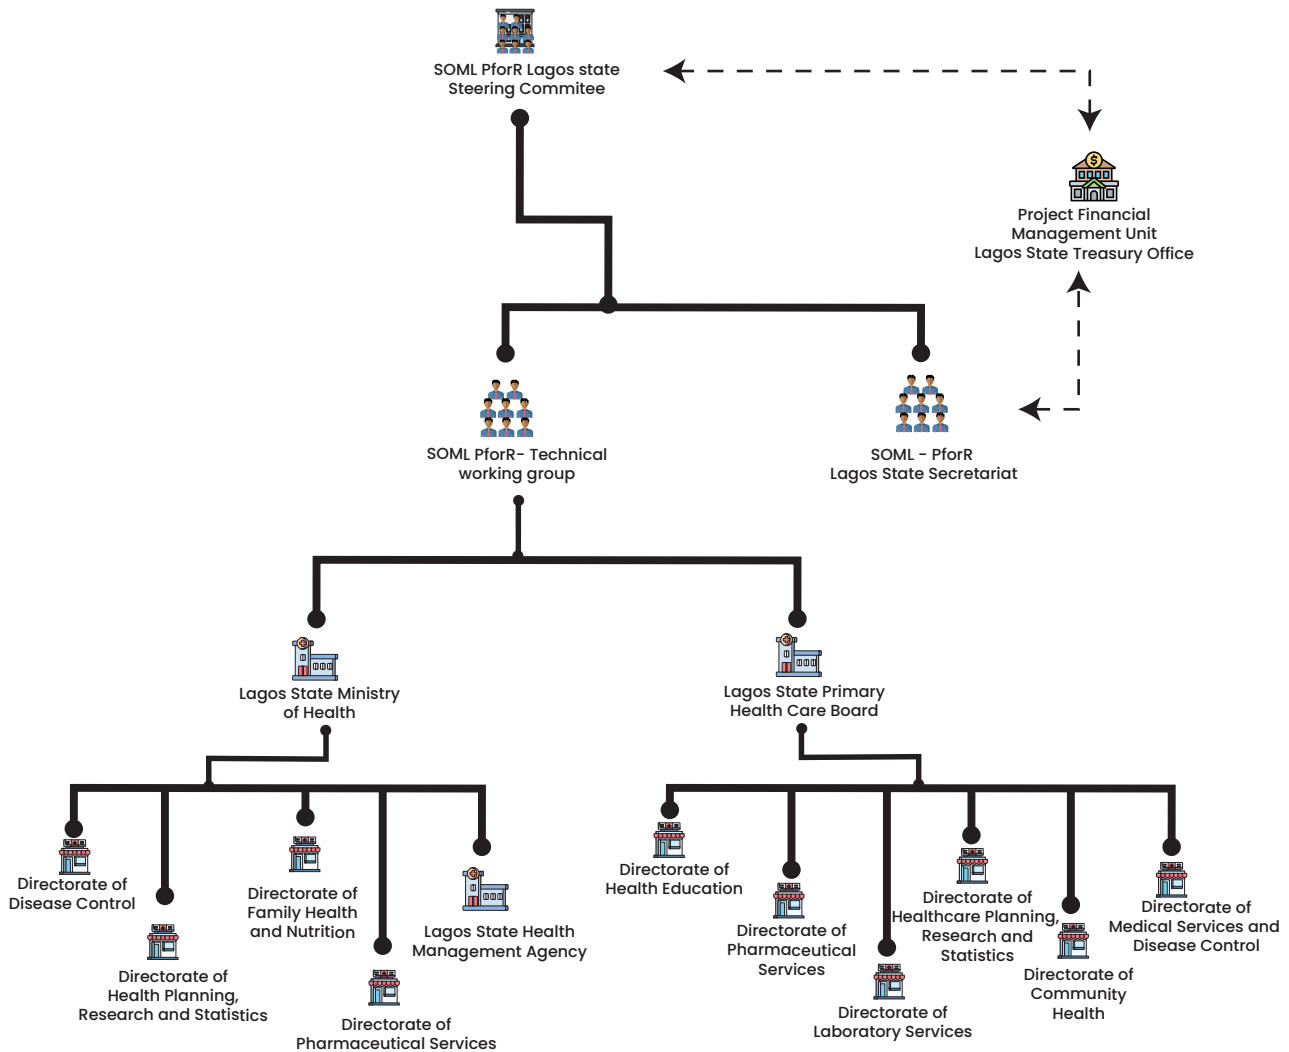 SOML PforR Lagos state
Steering Commitee
Project Financial
Management Unit
Lagos State Treasury Office
SOML PforR- Technical
working group
SOML - PforR
Lagos State Secretariat
Lagos State Ministry
of Health
Lagos State Primary
Health Care Board
Directorate of
Disease Control
Directorate of
Health Planning,
Research and Statistics
Directorate of
Family Health
and Nutrition
Directorate of
Pharmaceutical Services
Lagos State Health
Management Agency
Directorate of
Health Education
Directorate of
Pharmaceutical
Services
Directorate of
Laboratory Services
Directorate of
Healthcare Planning,
Research and
Statistics
Directorate of
Community
Health
Directorate of
Medical Services and
Disease Control